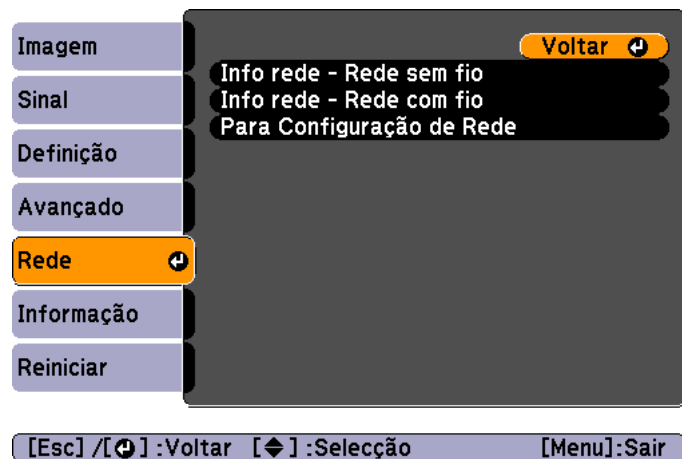 Imagem
Sinal
Definição
Avançado
Rede
Informação
Reiniciar
Voltar
Info rede - Rede sem fio
Info rede - Rede com fio
Para Configuração de Rede
[Esc] /[ ] :Voltar [ ] :Selecção [Menu]:Sair